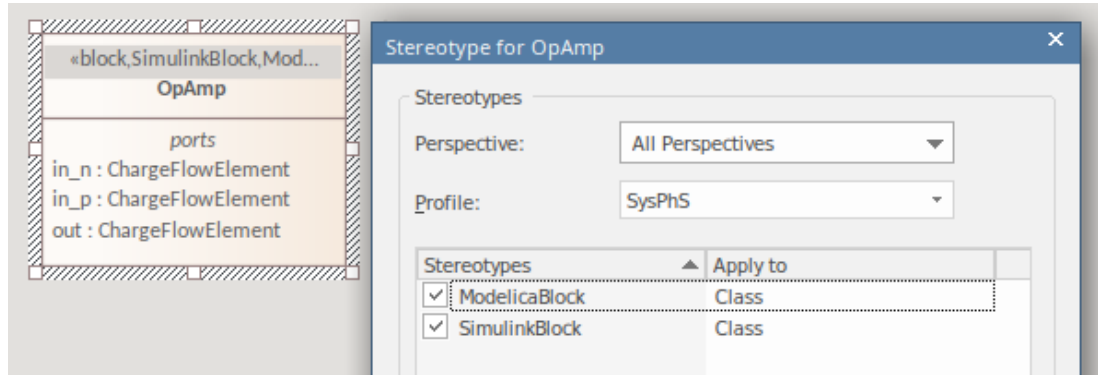 «block,SimulinkBlock,Mod...
OpAmp
ports
in_n : ChargeFlowElement
in_p : ChargeFlowElement
out : ChargeFlowElement
Stereotype for OpAmp
Stereotypes
Perspective: All Perspectives
Profile: SysPhS
Stereotypes Apply to
ModelicaBlock Class
SimulinkBlock Class